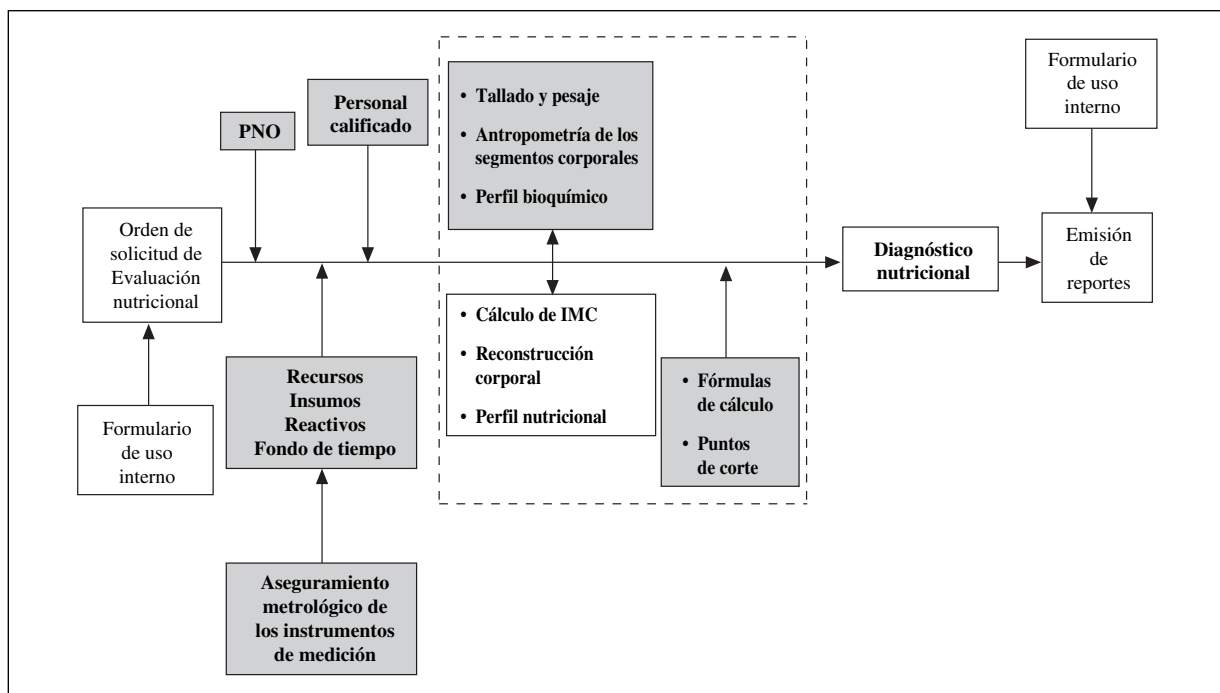 PNO
Personal
calificado
• Tallado y pesaje
• Antropometría de los
segmentos corporales
• Perfil bioquímico
Formulario
de uso
interno
Orden de
solicitud de
Evaluación
nutricional
Diagnóstico
nutricional
Emisión
de
reportes
• Cálculo de IMC
• Reconstrucción
corporal
• Perfil nutricional
• Fórmulas
de cálculo
• Puntos
de corte
Formulario
de uso
interno
Recursos
Insumos
Reactivos
Fondo de tiempo
Aseguramiento
metrológico de
los instrumentos
de medición